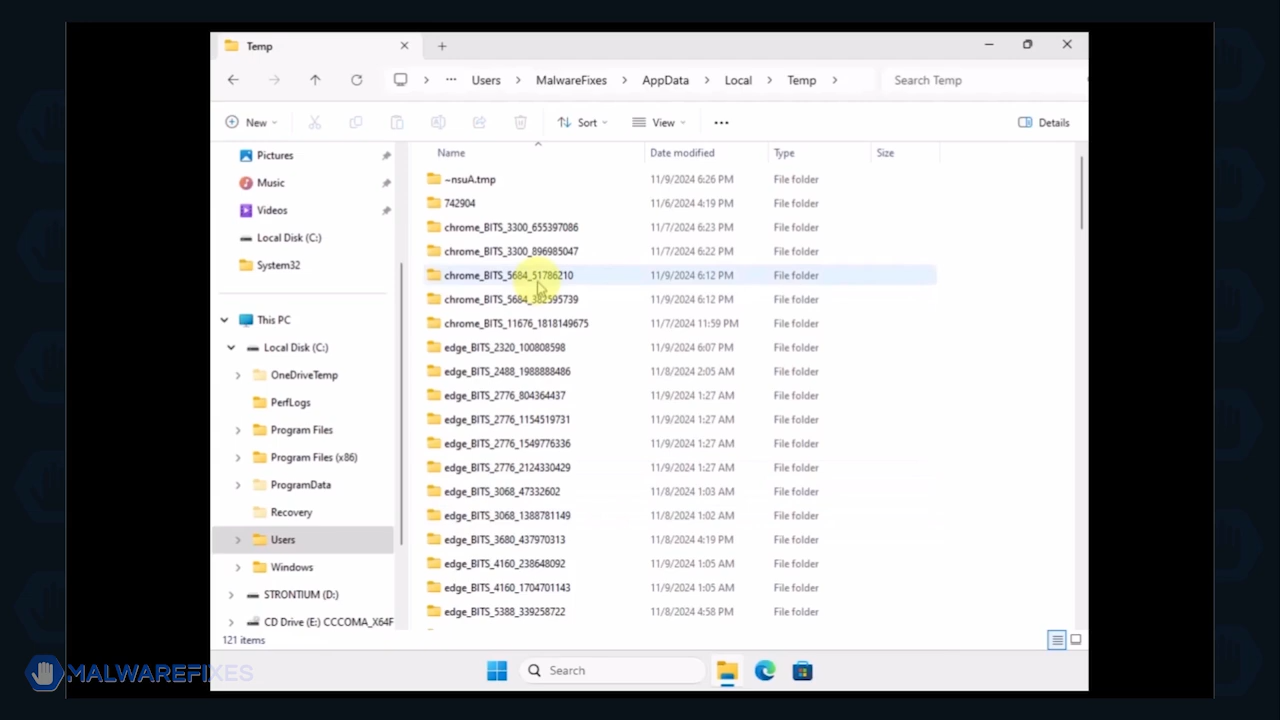 Temp
Users > MalwareFixes > AppData > Local > Temp >
Search Temp
New
Sort
View
Details
Pictures
Music
Videos
Local Disk (C:)
System32
This PC
Local Disk (C:)
OneDriveTemp
PerfLogs
Program Files
Program Files (x86)
ProgramData
Recovery
Users
Windows
STRONTIUM (D:)
CD Drive (E:) CCCOMA_X64F
Name Date modified Type Size
~nsuA.tmp 11/9/2024 6:26 PM File folder
742904 11/6/2024 4:19 PM File folder
chrome_BITS_3300_655397086 11/7/2024 6:23 PM File folder
chrome_BITS_3300_896985047 11/7/2024 6:22 PM File folder
chrome_BITS_5684_51786210 11/9/2024 6:12 PM File folder
chrome_BITS_5684_382595739 11/9/2024 6:12 PM File folder
chrome_BITS_11676_1818149675 11/7/2024 11:59 PM File folder
edge_BITS_2320_100808598 11/9/2024 6:07 PM File folder
edge_BITS_2488_1988888486 11/8/2024 2:05 AM File folder
edge_BITS_2776_804364437 11/9/2024 1:27 AM File folder
edge_BITS_2776_1154519731 11/9/2024 1:27 AM File folder
edge_BITS_2776_1549776336 11/9/2024 1:27 AM File folder
edge_BITS_2776_2124330429 11/9/2024 1:27 AM File folder
edge_BITS_3068_47332602 11/8/2024 1:03 AM File folder
edge_BITS_3068_1388781149 11/8/2024 1:02 AM File folder
edge_BITS_3680_437970313 11/8/2024 4:19 PM File folder
edge_BITS_4160_238648092 11/9/2024 1:05 AM File folder
edge_BITS_4160_1704701143 11/9/2024 1:05 AM File folder
edge_BITS_5388_339258722 11/8/2024 4:58 PM File folder
121 items
Search
MALWAREFIXES